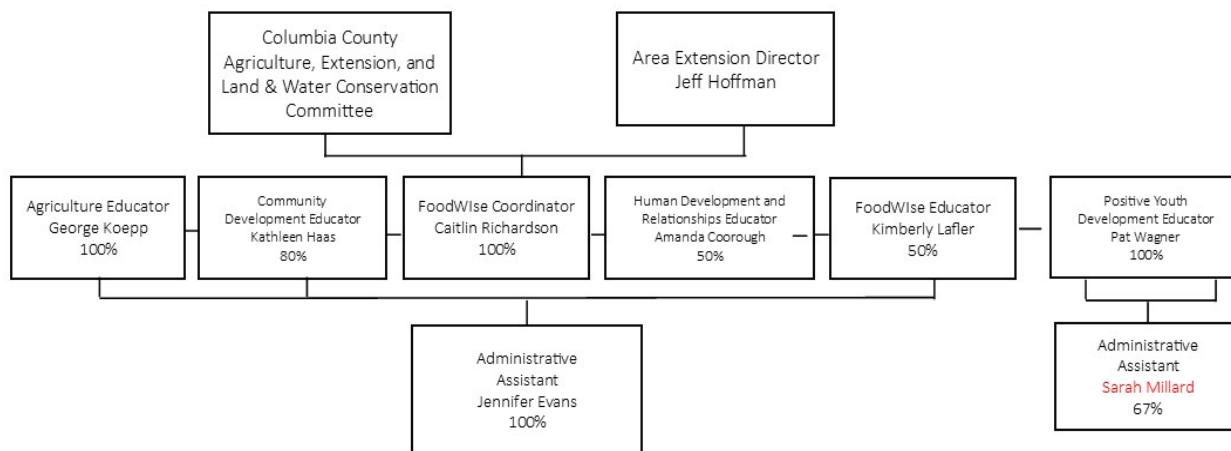 Columbia County
Agriculture, Extension, and
Land & Water Conservation
Committee
Area Extension Director
Jeff Hoffman
Agriculture Educator
George Koepp
100%
Community
Development Educator
Kathleen Haas
80%
FoodWIse Coordinator
Caitlin Richardson
100%
Human Development and
Relationships Educator
Amanda Coorough
50%
FoodWIse Educator
Kimberly Lafler
50%
Positive Youth
Development Educator
Pat Wagner
100%
Administrative
Assistant
Jennifer Evans
100%
Administrative
Assistant
Sarah Millard
67%